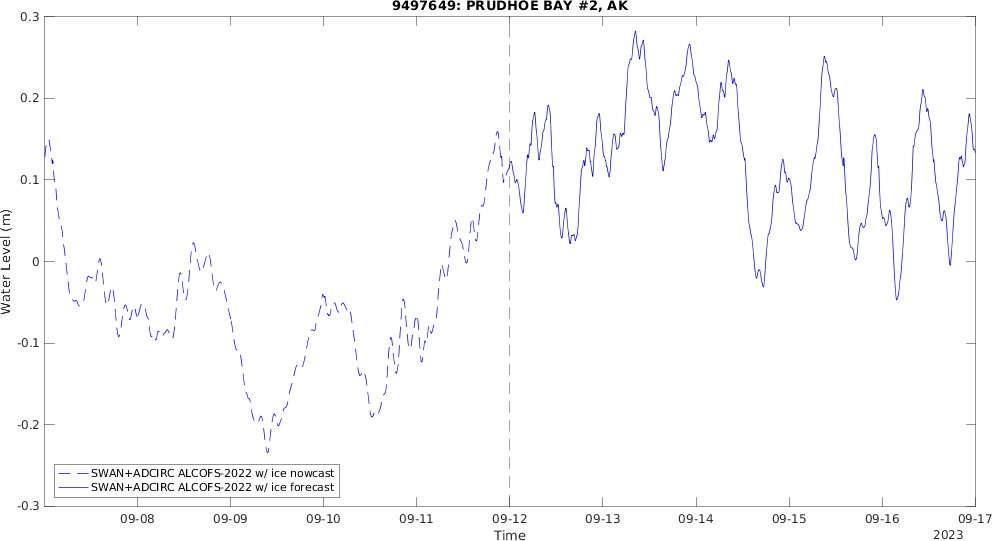 9497649: PRUDHOE BAY #2, AK
0.3
0.2
0.1
0
-0.1
-0.2
-0.3
Water Level (m)
SWAN+ADCIRC ALCOFS-2022 w/ ice nowcast
SWAN+ADCIRC ALCOFS-2022 w/ ice forecast
09-08 09-09 09-10 09-11 09-12 09-13 09-14 09-15 09-16 09-17
Time
2023